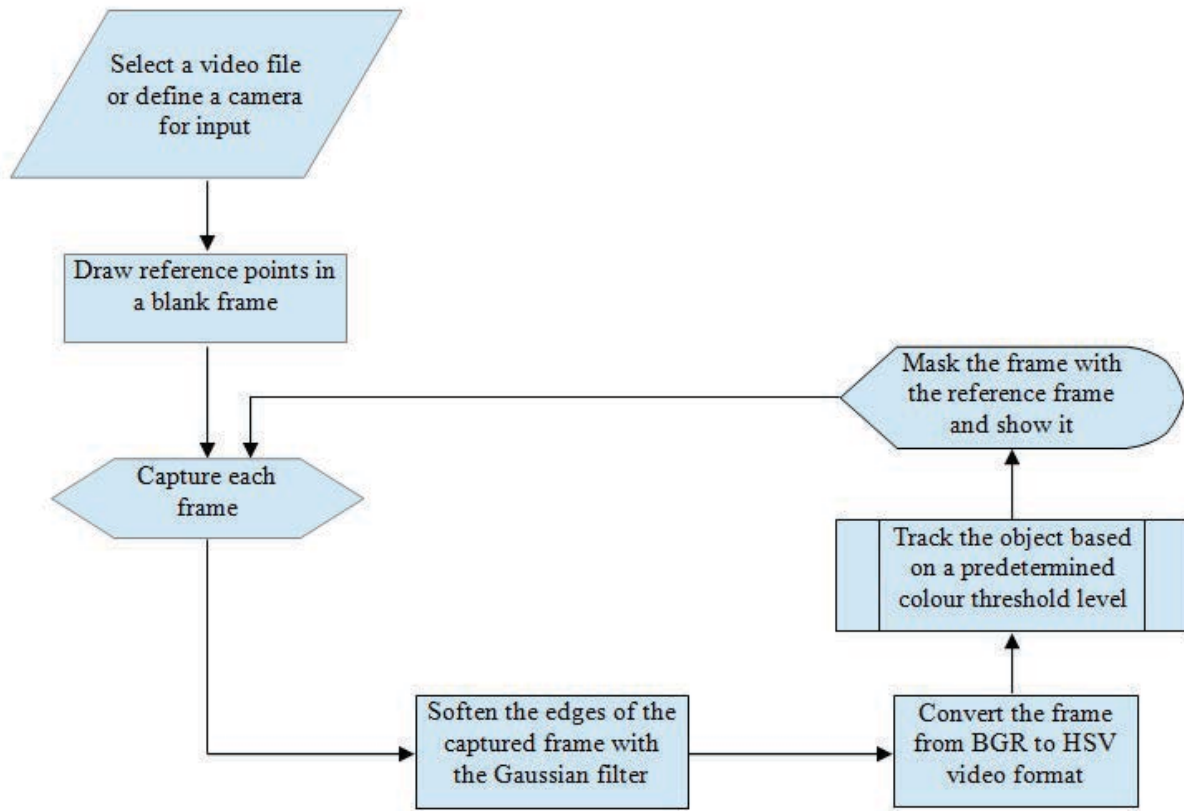 Select a video file
or define a camera
for input
Draw reference points in
a blank frame
Capture each
frame
Soften the edges of the
captured frame with
the Gaussian filter
Convert the frame
from BGR to HSV
video format
Track the object based
on a predetermined
colour threshold level
Mask the frame with
the reference frame
and show it